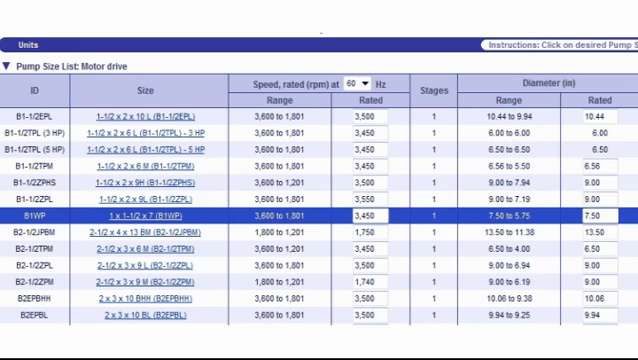 Units Instructions: Click on desired Pump S
Pump Size List: Motor drive
ID Size Speed, rated (rpm) at 60 Hz Stages Diameter (in)
Range Rated Range Rated
B1-1/2EPL 1-1/2 x 2 x 10 L (B1-1/2EPL) 3,600 to 1,801 3,500 1 10.44 to 9.94 10.44
B1-1/2TPL (3 HP) 1-1/2 x 2 x 6 L (B1-1/2TPL) - 3 HP 3,600 to 1,801 3,450 1 6.00 to 6.00 6.00
B1-1/2TPL (5 HP) 1-1/2 x 2 x 6 L (B1-1/2TPL) - 5 HP 3,600 to 1,801 3,450 1 6.50 to 6.50 6.50
B1-1/2TPM 1-1/2 x 2 x 6 M (B1-1/2TPM) 3,600 to 1,801 3,450 1 6.56 to 5.50 6.56
B1-1/2ZPHS 1-1/2 x 2 x 9H (B1-1/2ZPHS) 3,600 to 1,201 3,500 1 9.00 to 7.94 9.00
B1-1/2ZPL 1-1/2 x 2 x 9L (B1-1/2ZPL) 3,600 to 1,801 3,550 1 9.00 to 7.19 9.00
B1WP 1 x 1-1/2 x 7 (B1WP) 3,600 to 1,801 3,450 1 7.50 to 5.75 7.50
B2-1/2JPBM 2-1/2 x 4 x 13 BM (B2-1/2JPBM) 1,800 to 1,201 1,750 1 13.50 to 11.38 13.50
B2-1/2TPM 2-1/2 x 3 x 6 M (B2-1/2TPM) 3,600 to 1,801 3,450 1 6.50 to 4.00 6.50
B2-1/2ZPL 2-1/2 x 3 x 9 L (B2-1/2ZPL) 3,600 to 1,801 3,500 1 9.00 to 6.94 9.00
B2-1/2ZPM 2-1/2 x 3 x 9 M (B2-1/2ZPM) 1,800 to 1,201 1,740 1 9.00 to 6.19 9.00
B2EPBHH 2 x 3 x 10 BHH (B2EPBHH) 3,600 to 1,801 3,500 1 10.06 to 9.38 10.06
B2EPBL 2 x 3 x 10 BL (B2EPBL) 3,600 to 1,801 3,500 1 9.94 to 9.25 9.94